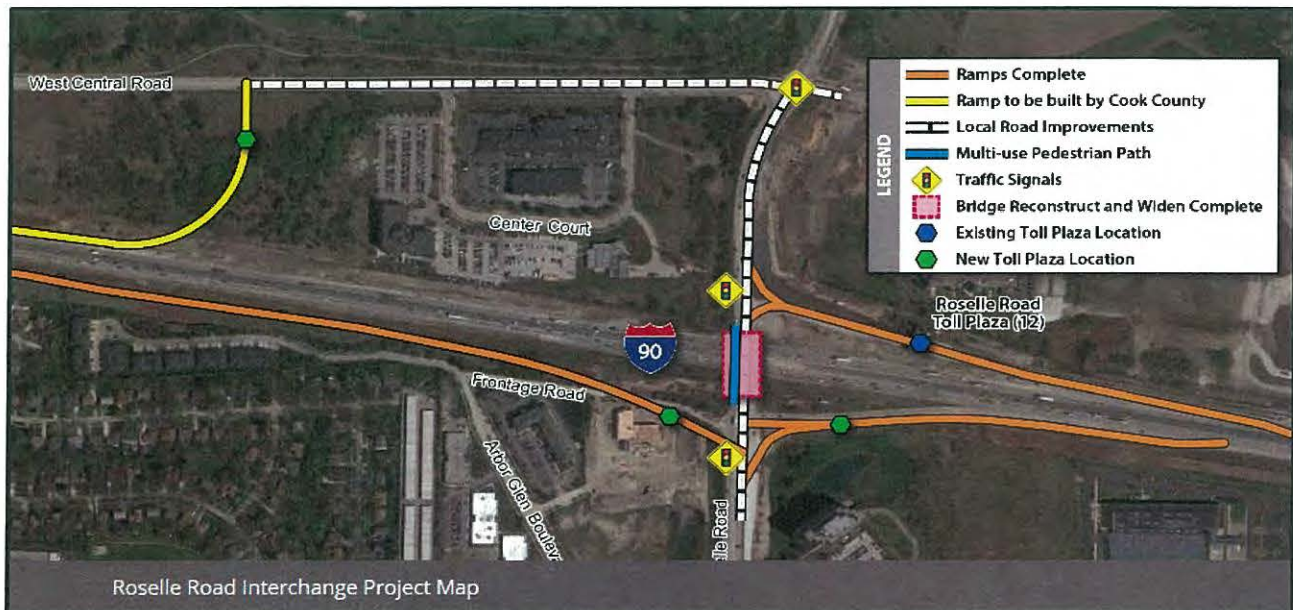 West Central Road
LEGEND
Ramps Complete
Ramp to be built by Cook County
Local Road Improvements
Multi-use Pedestrian Path
Traffic Signals
Bridge Reconstruct and Widen Complete
Existing Toll Plaza Location
New Toll Plaza Location
Center Court
Roselle Road
Toll Plaza (12)
90
Frontage Road
Arbor Glen Bouleva
elle Road
Roselle Road Interchange Project Map